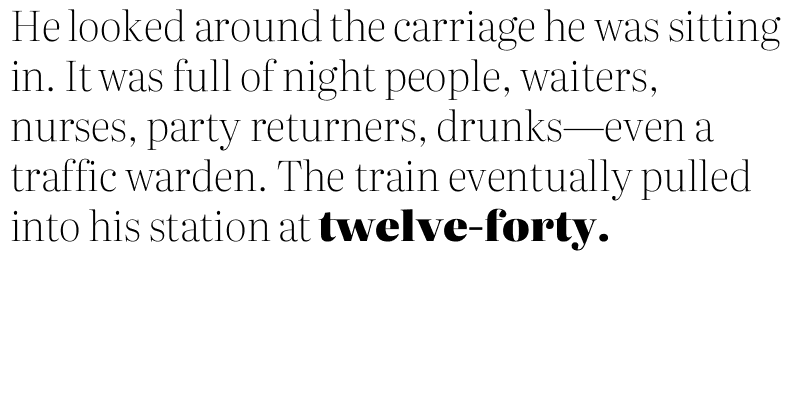 He looked around the carriage he was sitting
in. It was full of night people, waiters,
nurses, party returners, drunks—even a
traffic warden. The train eventually pulled
into his station at twelve-forty.